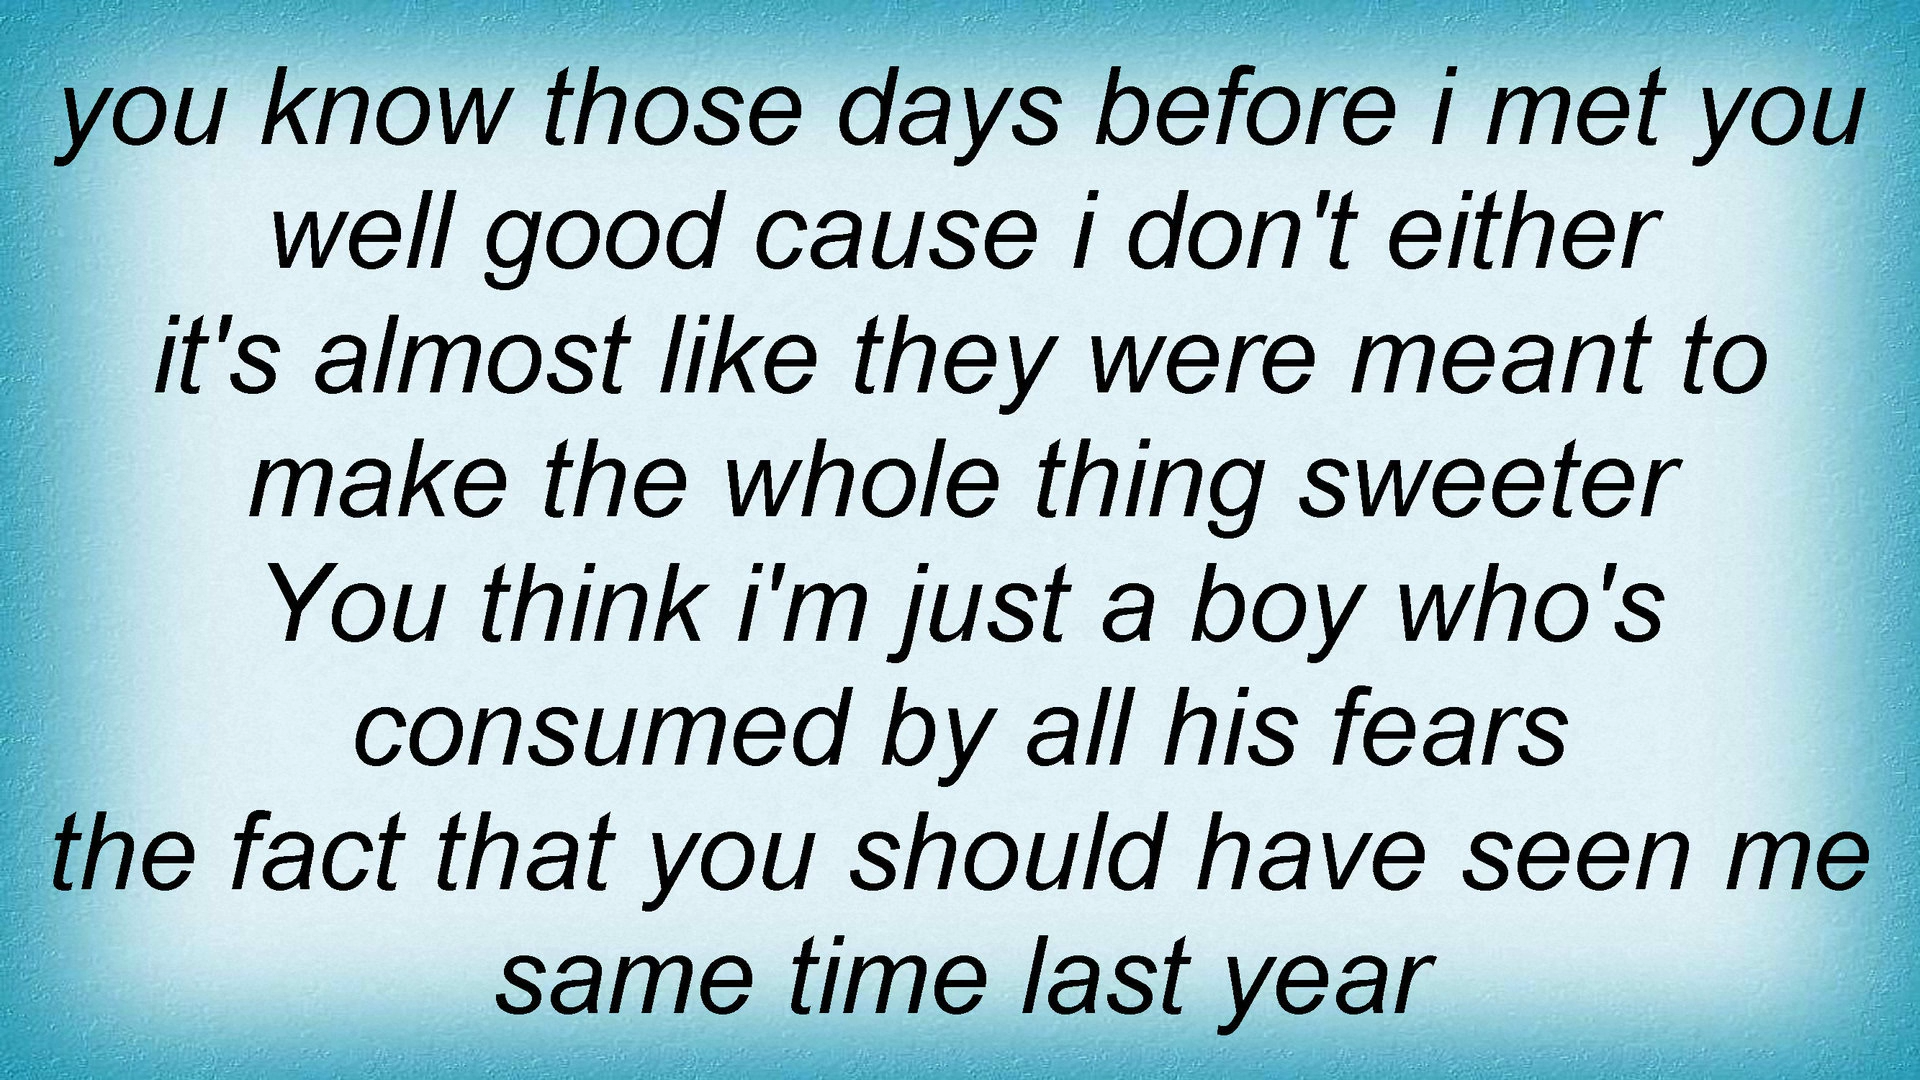 you know those days before i met you
well good cause i don't either
it's almost like they were meant to
make the whole thing sweeter
You think i'm just a boy who's
consumed by all his fears
the fact that you should have seen me
same time last year